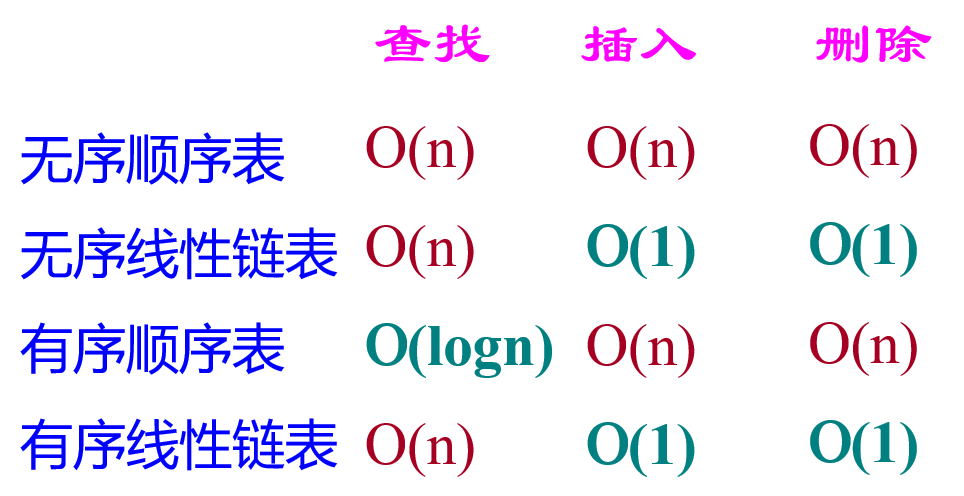 查找 插入 删除
无序顺序表 O(n) O(n) O(n)
无序线性链表 O(n) O(1) O(1)
有序顺序表 O(logn) O(n) O(n)
有序线性链表 O(n) O(1) O(1)